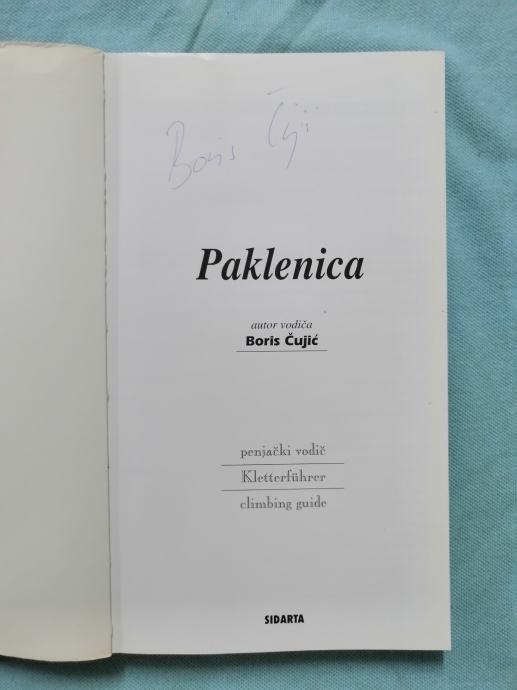 Boris Čujić
Paklenica
autor vodiča
Boris Čujić
penjački vodič
Kletterführer
climbing guide
SIDARTA